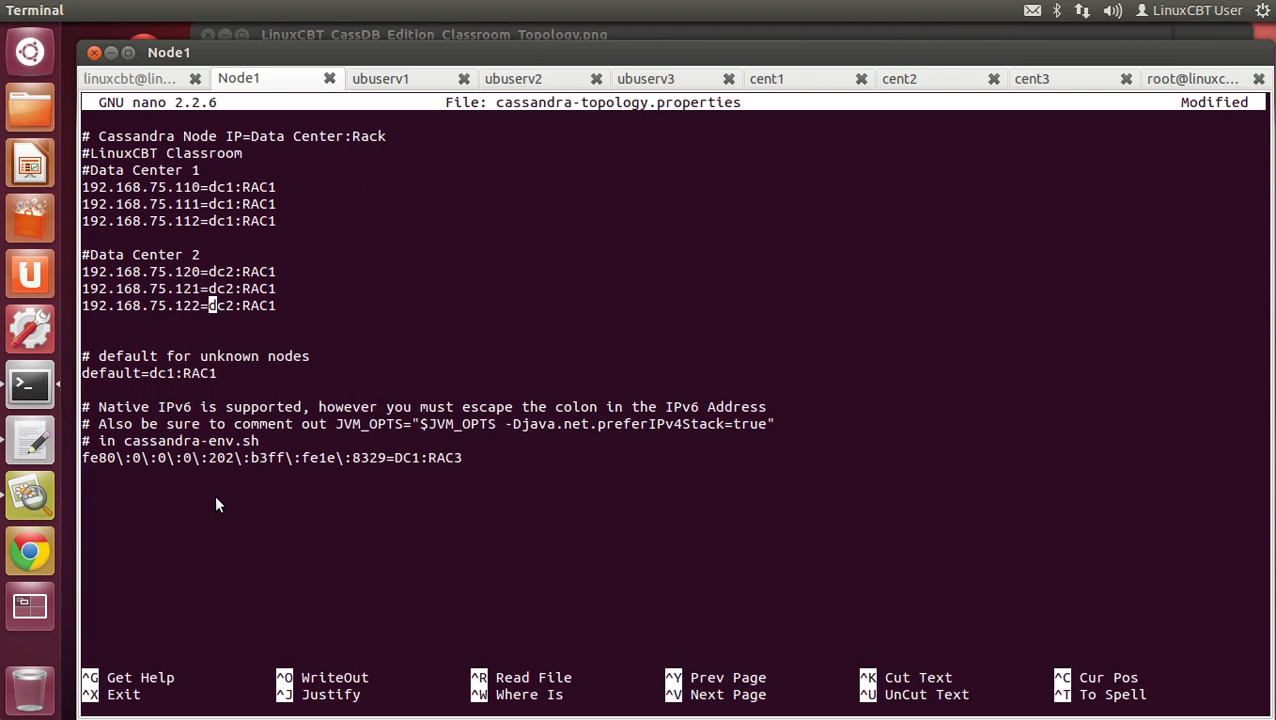 Terminal
LinuxCBT User
LinuxCBT_CassDB_Edition_Classroom_Topology.png
Node1
linuxcbt@lin...
Node1
ubuserv1
ubuserv2
ubuserv3
cent1
cent2
cent3
root@linuxc...
GNU nano 2.2.6 File: cassandra-topology.properties Modified
# Cassandra Node IP=Data Center:Rack
#LinuxCBT Classroom
#Data Center 1
192.168.75.110=dc1:RAC1
192.168.75.111=dc1:RAC1
192.168.75.112=dc1:RAC1
#Data Center 2
192.168.75.120=dc2:RAC1
192.168.75.121=dc2:RAC1
192.168.75.122=dc2:RAC1
# default for unknown nodes
default=dc1:RAC1
# Native IPv6 is supported, however you must escape the colon in the IPv6 Address
# Also be sure to comment out JVM_OPTS="$JVM_OPTS -Djava.net.preferIPv4Stack=true"
# in cassandra-env.sh
fe80\:0\:0\:0\:202\:b3ff\:fe1e\:8329=DC1:RAC3
^G Get Help ^O WriteOut ^R Read File ^Y Prev Page ^K Cut Text ^C Cur Pos
^X Exit ^J Justify ^W Where Is ^V Next Page ^U UnCut Text ^T To Spell